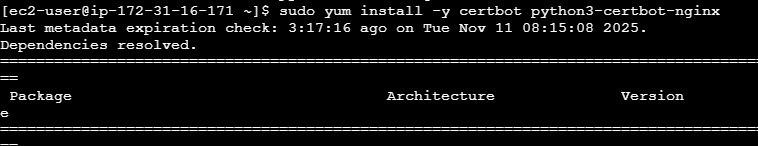 [ec2-user@ip-172-31-16-171 ~]$ sudo yum install -y certbot python3-certbot-nginx
Last metadata expiration check: 3:17:16 ago on Tue Nov 11 08:15:08 2025.
Dependencies resolved.
====================================================================================
==
 Package                                   Architecture              Version
e
====================================================================================
==